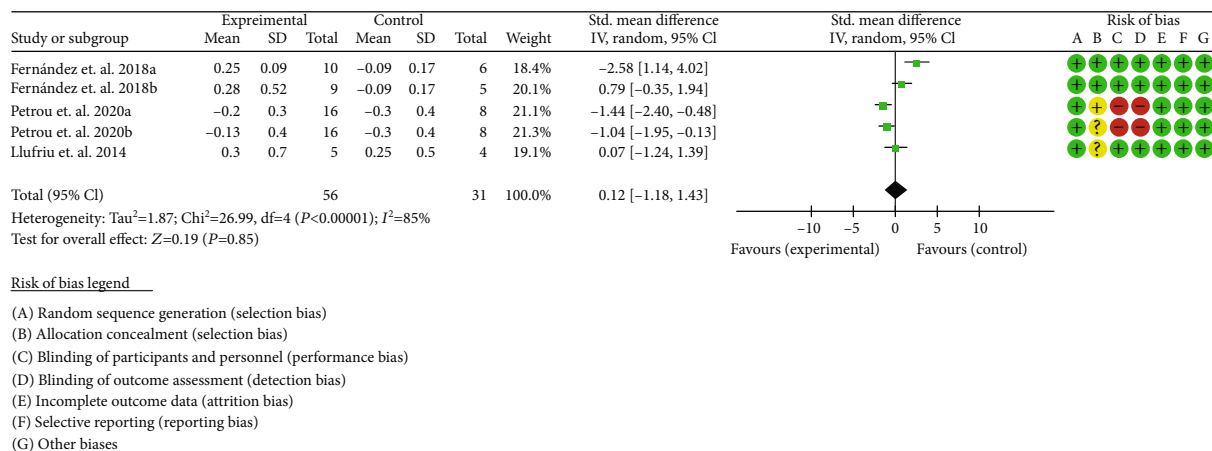 Expreimental Control Std. mean difference Std. mean difference Risk of bias
Study or subgroup Mean SD Total Mean SD Total Weight IV, random, 95% Cl IV, random, 95% Cl A B C D E F G
Fernández et. al. 2018a 0.25 0.09 10 −0.09 0.17 6 18.4% −2.58 [1.14, 4.02] + + + + + + +
Fernández et. al. 2018b 0.28 0.52 9 −0.09 0.17 5 20.1% 0.79 [−0.35, 1.94] + + + + + + +
Petrou et. al. 2020a −0.2 0.3 16 −0.3 0.4 8 21.1% −1.44 [−2.40, −0.48] + + − − + + +
Petrou et. al. 2020b −0.13 0.4 16 −0.3 0.4 8 21.3% −1.04 [−1.95, −0.13] + ? − − + + +
Llufriu et. al. 2014 0.3 0.7 5 0.25 0.5 4 19.1% 0.07 [−1.24, 1.39] + ? + + + + +
Total (95% Cl) 56 31 100.0% 0.12 [−1.18, 1.43]
Heterogeneity: Tau²=1.87; Chi²=26.99, df=4 (P<0.00001); I²=85%
Test for overall effect: Z=0.19 (P=0.85)
−10 −5 0 5 10
Favours (experimental) Favours (control)
Risk of bias legend
(A) Random sequence generation (selection bias)
(B) Allocation concealment (selection bias)
(C) Blinding of participants and personnel (performance bias)
(D) Blinding of outcome assessment (detection bias)
(E) Incomplete outcome data (attrition bias)
(F) Selective reporting (reporting bias)
(G) Other biases